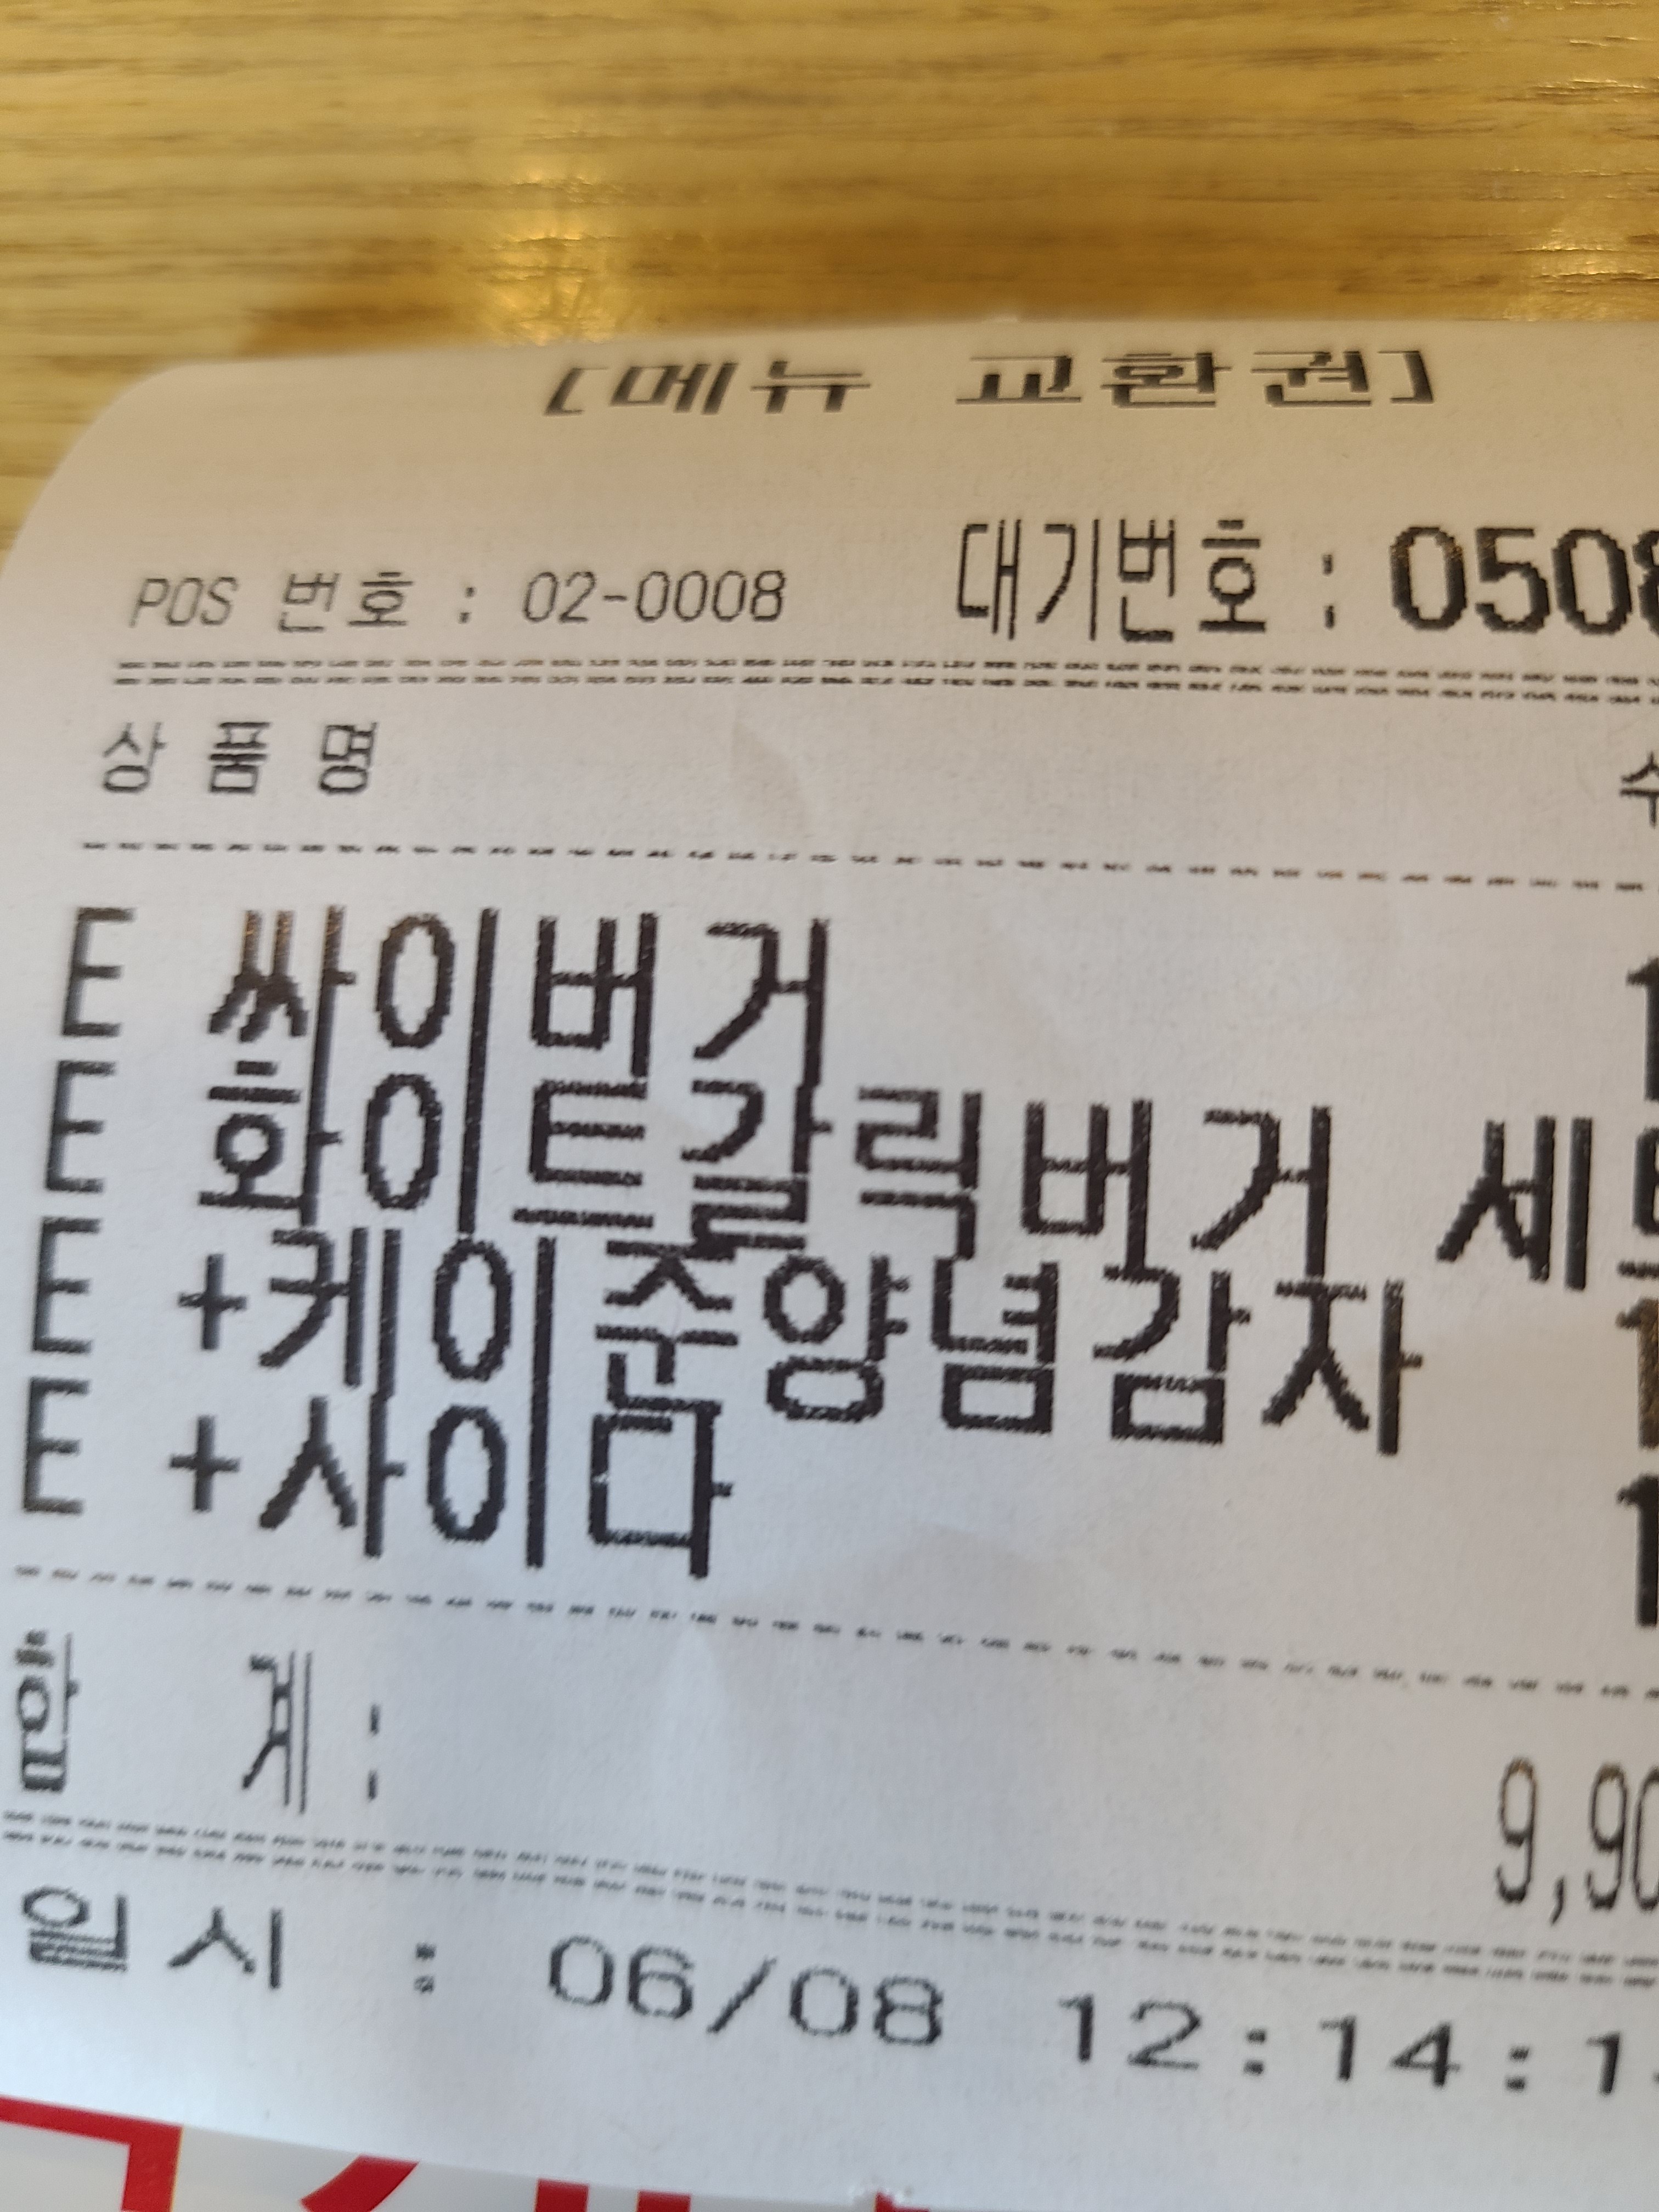 [메뉴 교환권]
POS 번호 : 02-0008 대기번호 : 0508
상 품 명 수
E 싸이버거 1
E 화이트갈릭버거 세트
E +케이준양념감자 1
E +사이다 1
합 계: 9,90
일 시 : 06/08 12:14:1